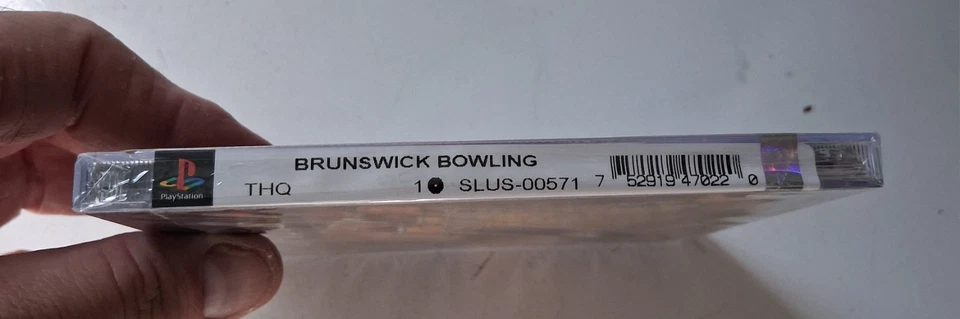 BRUNSWICK BOWLING
THQ 1 SLUS-00571
7 52919 47022 0
PlayStation